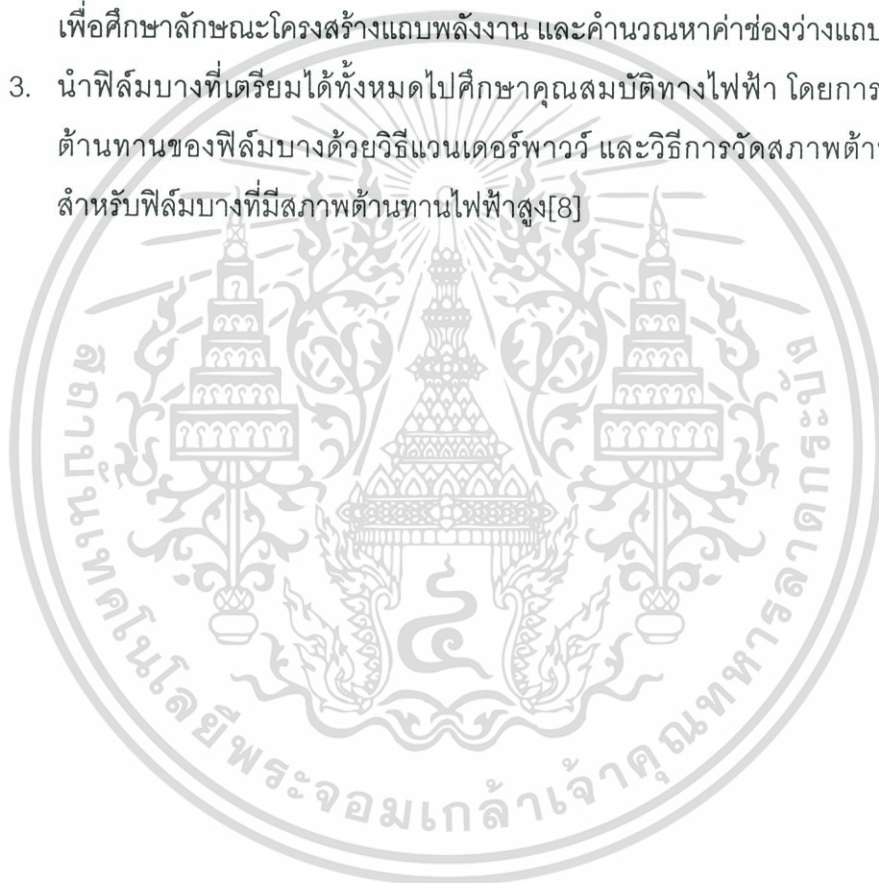 เพื่อศึกษาลักษณะโครงสร้างแถบพลังงาน และคำนวณหาค่าช่องว่างแถบ
3. นำฟิล์มบางที่เตรียมได้ทั้งหมดไปศึกษาคุณสมบัติทางไฟฟ้า โดยการ
ต้านทานของฟิล์มบางด้วยวิธีแวนเดอร์พาวว์ และวิธีการวัดสภาพต้าน
สำหรับฟิล์มบางที่มีสภาพต้านทานไฟฟ้าสูง[8]
สถาบันเทคโนโลยีพระจอมเกล้าเจ้าคุณทหารลาดกระบัง